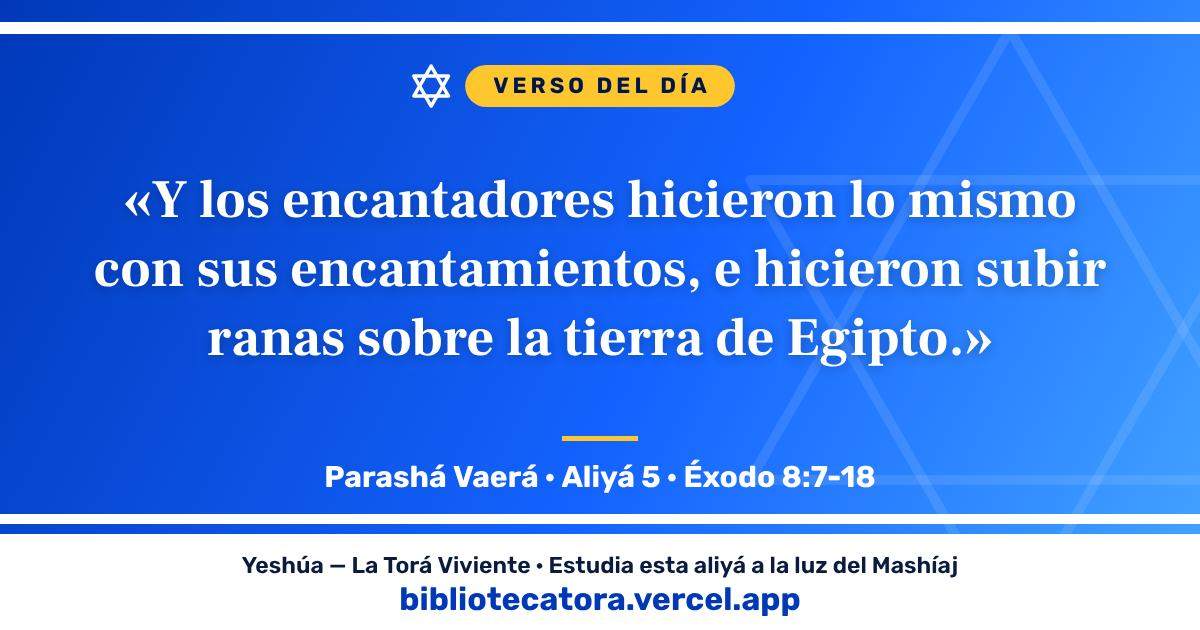 VERSO DEL DÍA
«Y los encantadores hicieron lo mismo
con sus encantamientos, e hicieron subir
ranas sobre la tierra de Egipto.»
Parashá Vaerá • Aliyá 5 • Éxodo 8:7-18
Yeshúa — La Torá Viviente • Estudia esta aliyá a la luz del Mashíaj
bibliotecatora.vercel.app